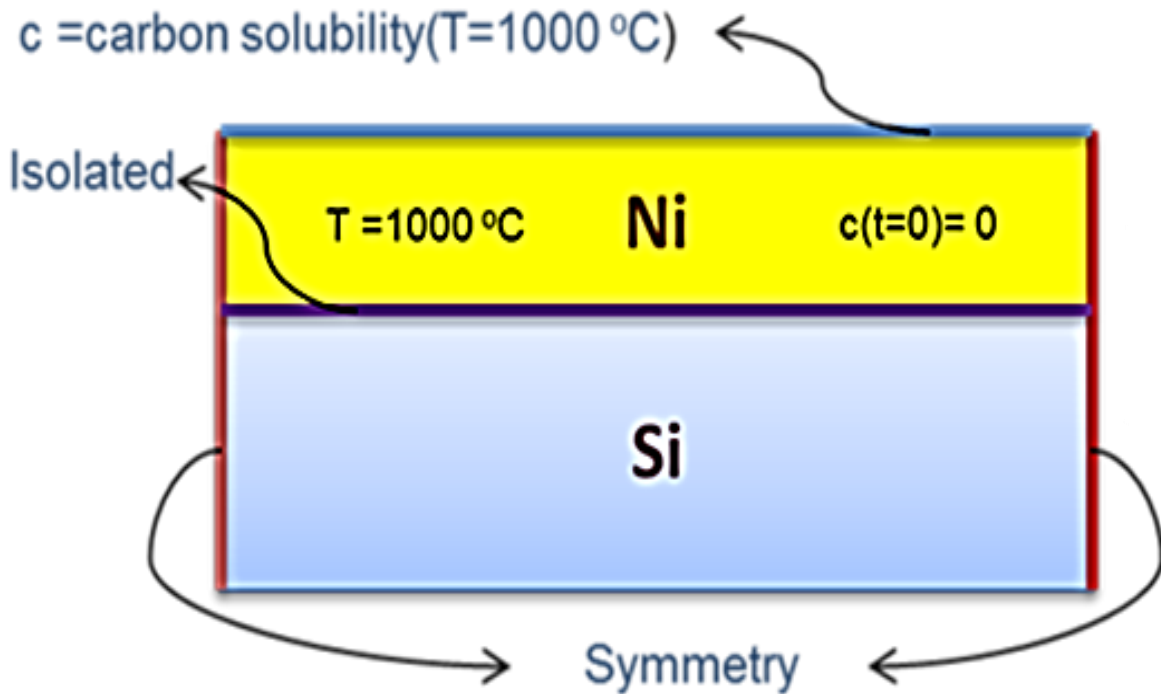 c =carbon solubility(T=1000 ºC)
Isolated
T =1000 ºC Ni c(t=0)= 0
Si
Symmetry